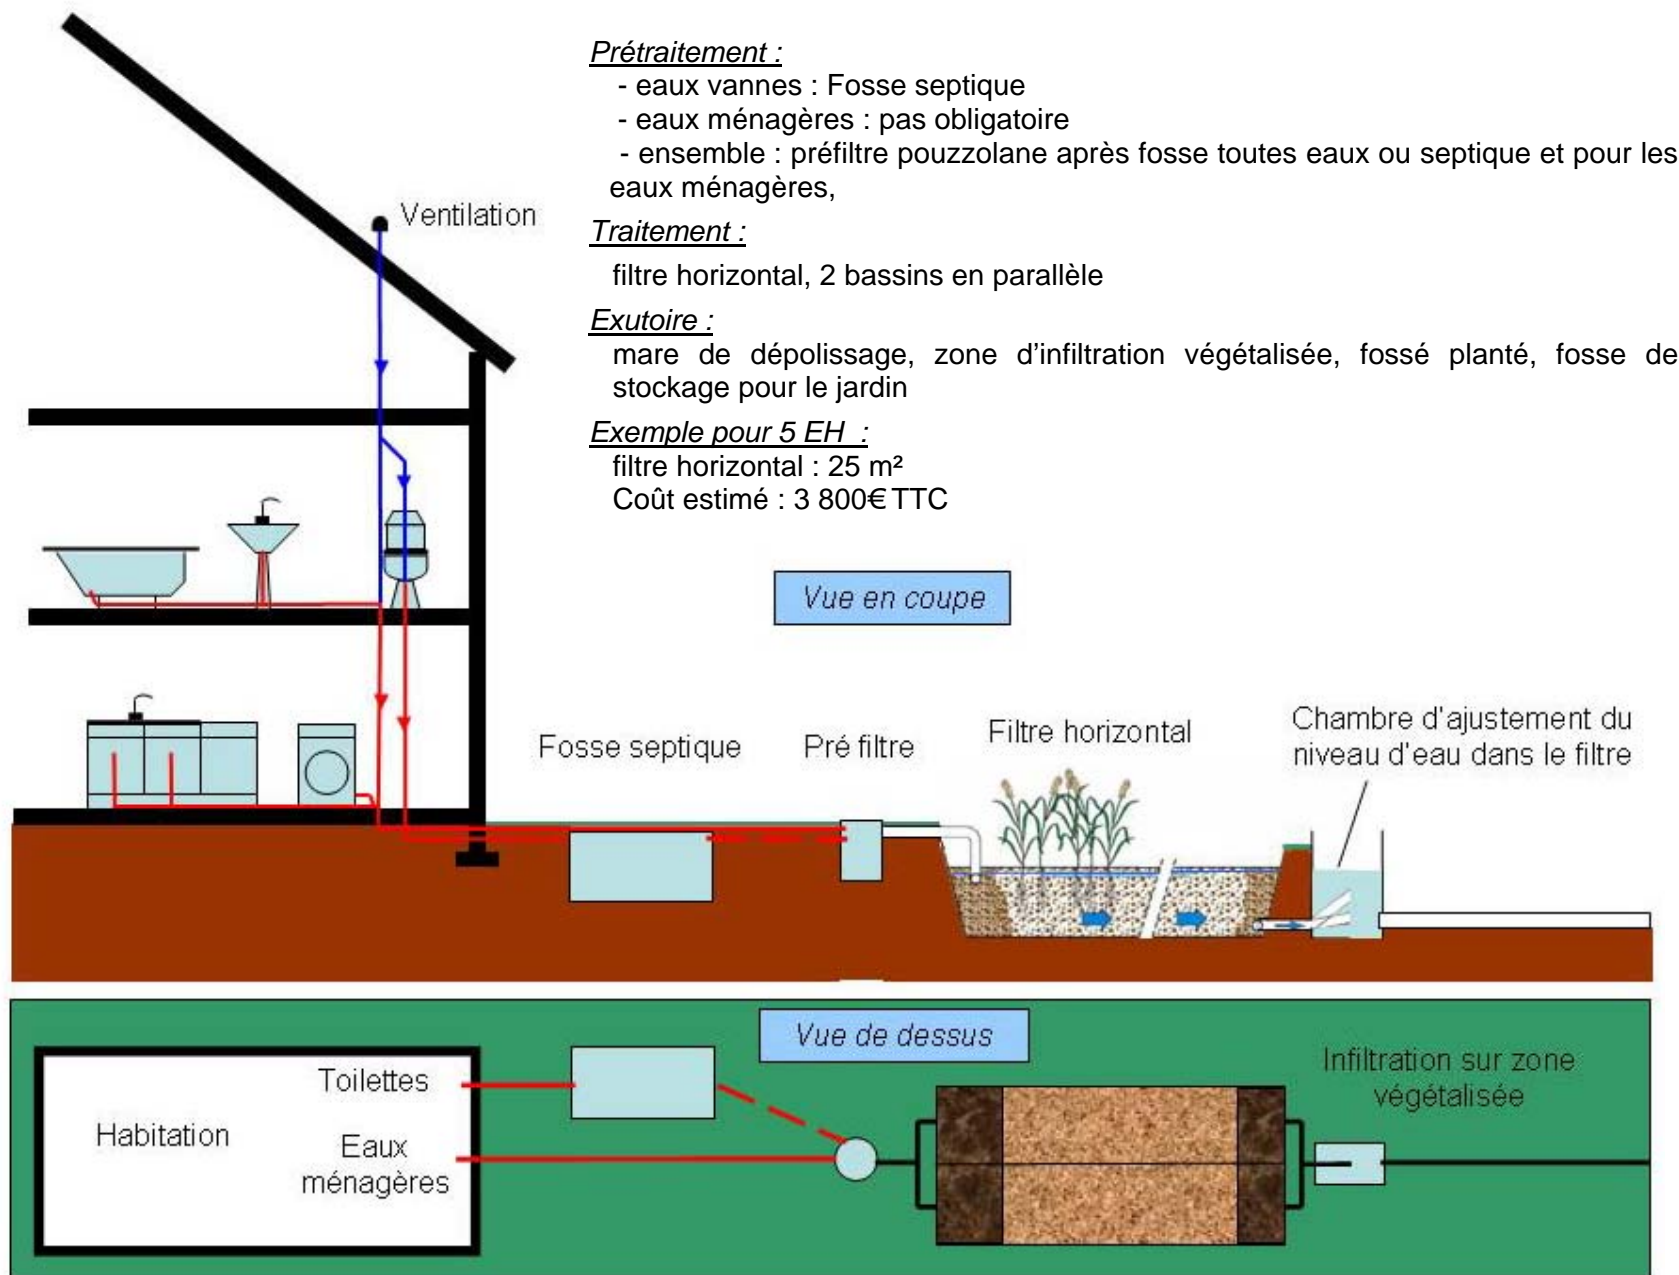 Prétraitement :
- eaux vannes : Fosse septique
- eaux ménagères : pas obligatoire
- ensemble : préfiltre pouzzolane après fosse toutes eaux ou septique et pour les
eaux ménagères,
Traitement :
filtre horizontal, 2 bassins en parallèle
Exutoire :
mare de dépolissage, zone d'infiltration végétalisée, fossé planté, fosse de
stockage pour le jardin
Exemple pour 5 EH :
filtre horizontal : 25 m²
Coût estimé : 3 800€ TTC
Ventilation
Vue en coupe
Fosse septique
Pré filtre
Filtre horizontal
Chambre d'ajustement du
niveau d'eau dans le filtre
Vue de dessus
Habitation
Toilettes
Eaux
ménagères
Infiltration sur zone
végétalisée